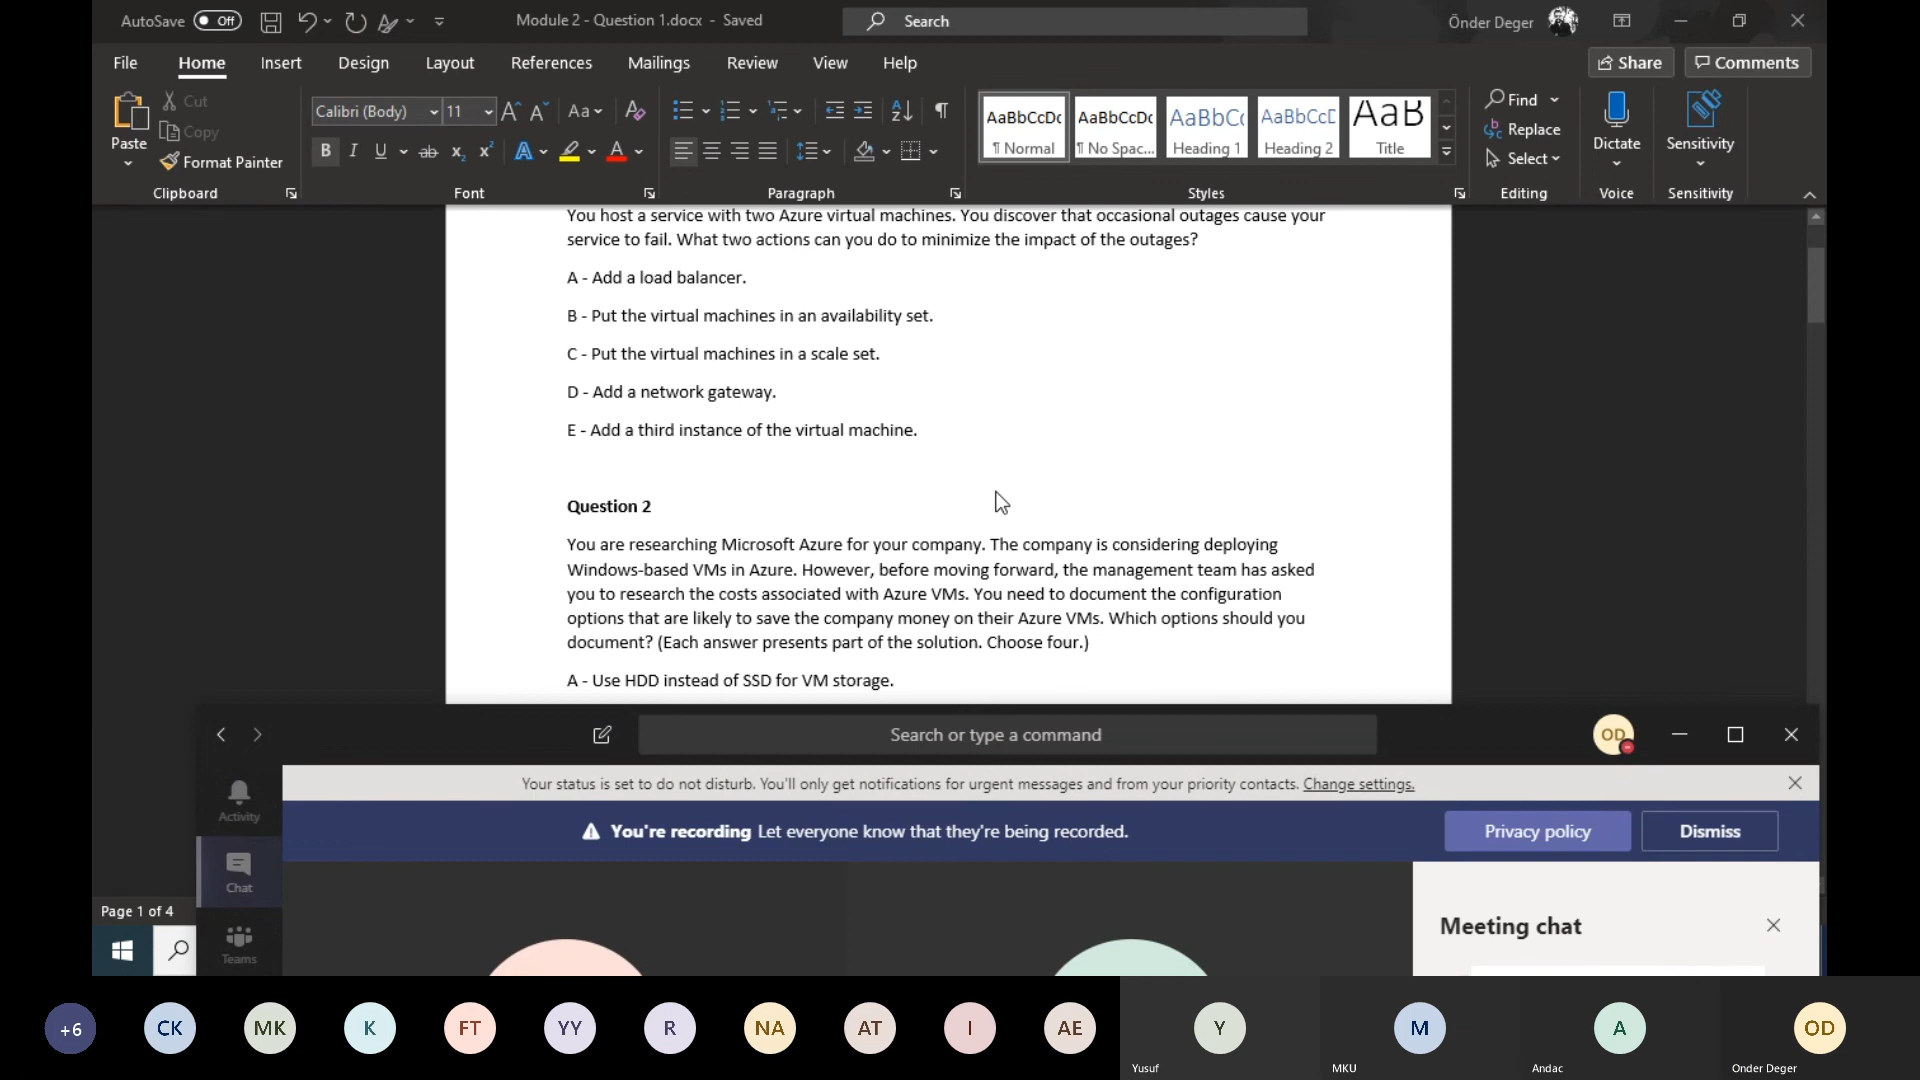 AutoSave Off
Module 2 - Question 1.docx - Saved
Search
Önder Deger
File Home Insert Design Layout References Mailings Review View Help
Share Comments
Paste
Cut
Copy
Format Painter
Clipboard
Calibri (Body) 11
Font
Paragraph
AaBbCcDc
¶ Normal
AaBbCcDc
¶ No Spac...
AaBbC
Heading 1
AaBbCcD
Heading 2
AaB
Title
Styles
Find
Replace
Select
Editing
Dictate
Voice
Sensitivity
Sensitivity
You host a service with two Azure virtual machines. You discover that occasional outages cause your
service to fail. What two actions can you do to minimize the impact of the outages?
A - Add a load balancer.
B - Put the virtual machines in an availability set.
C - Put the virtual machines in a scale set.
D - Add a network gateway.
E - Add a third instance of the virtual machine.
Question 2
You are researching Microsoft Azure for your company. The company is considering deploying
Windows-based VMs in Azure. However, before moving forward, the management team has asked
you to research the costs associated with Azure VMs. You need to document the configuration
options that are likely to save the company money on their Azure VMs. Which options should you
document? (Each answer presents part of the solution. Choose four.)
A - Use HDD instead of SSD for VM storage.
Search or type a command
OD
Your status is set to do not disturb. You'll only get notifications for urgent messages and from your priority contacts. Change settings.
Activity
You're recording Let everyone know that they're being recorded.
Privacy policy
Dismiss
Chat
Teams
Meeting chat
Page 1 of 4
+6 CK MK K FT YY R NA AT I AE Y M A OD
Yusuf MKU Andac Onder Deger